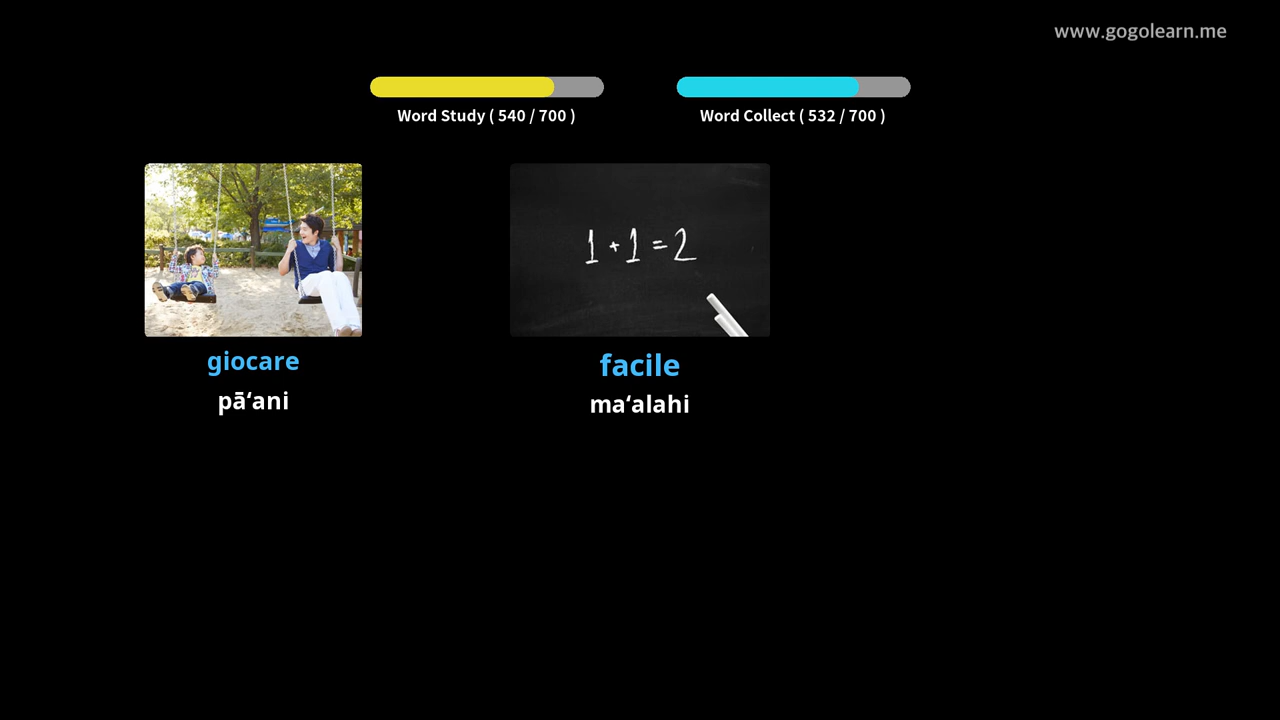 www.gogolearn.me
Word Study ( 540 / 700 )
Word Collect ( 532 / 700 )
1 + 1 = 2
giocare
pāʻani
facile
maʻalahi